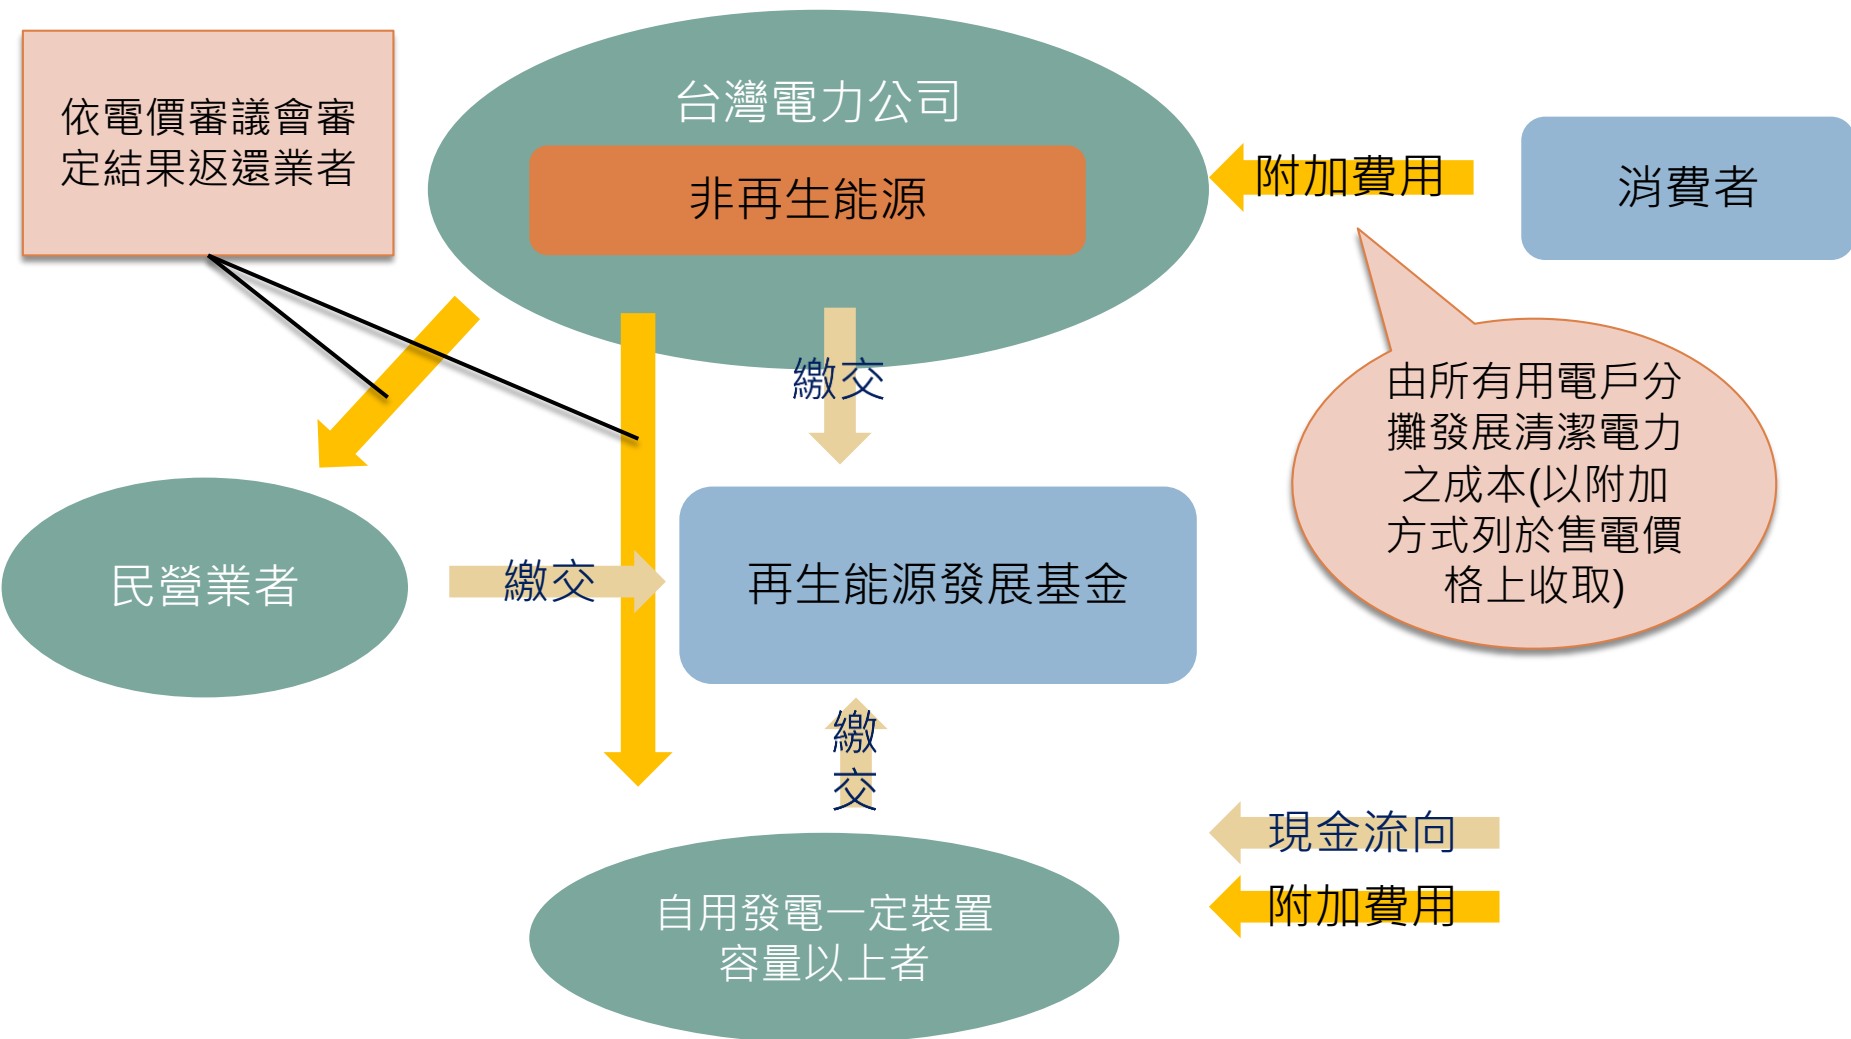 依電價審議會審
定結果返還業者
台灣電力公司
非再生能源
附加費用
消費者
繳交
由所有用電戶分
攤發展清潔電力
之成本(以附加
方式列於售電價
格上收取)
民營業者
繳交
再生能源發展基金
繳
交
現金流向
附加費用
自用發電一定裝置
容量以上者